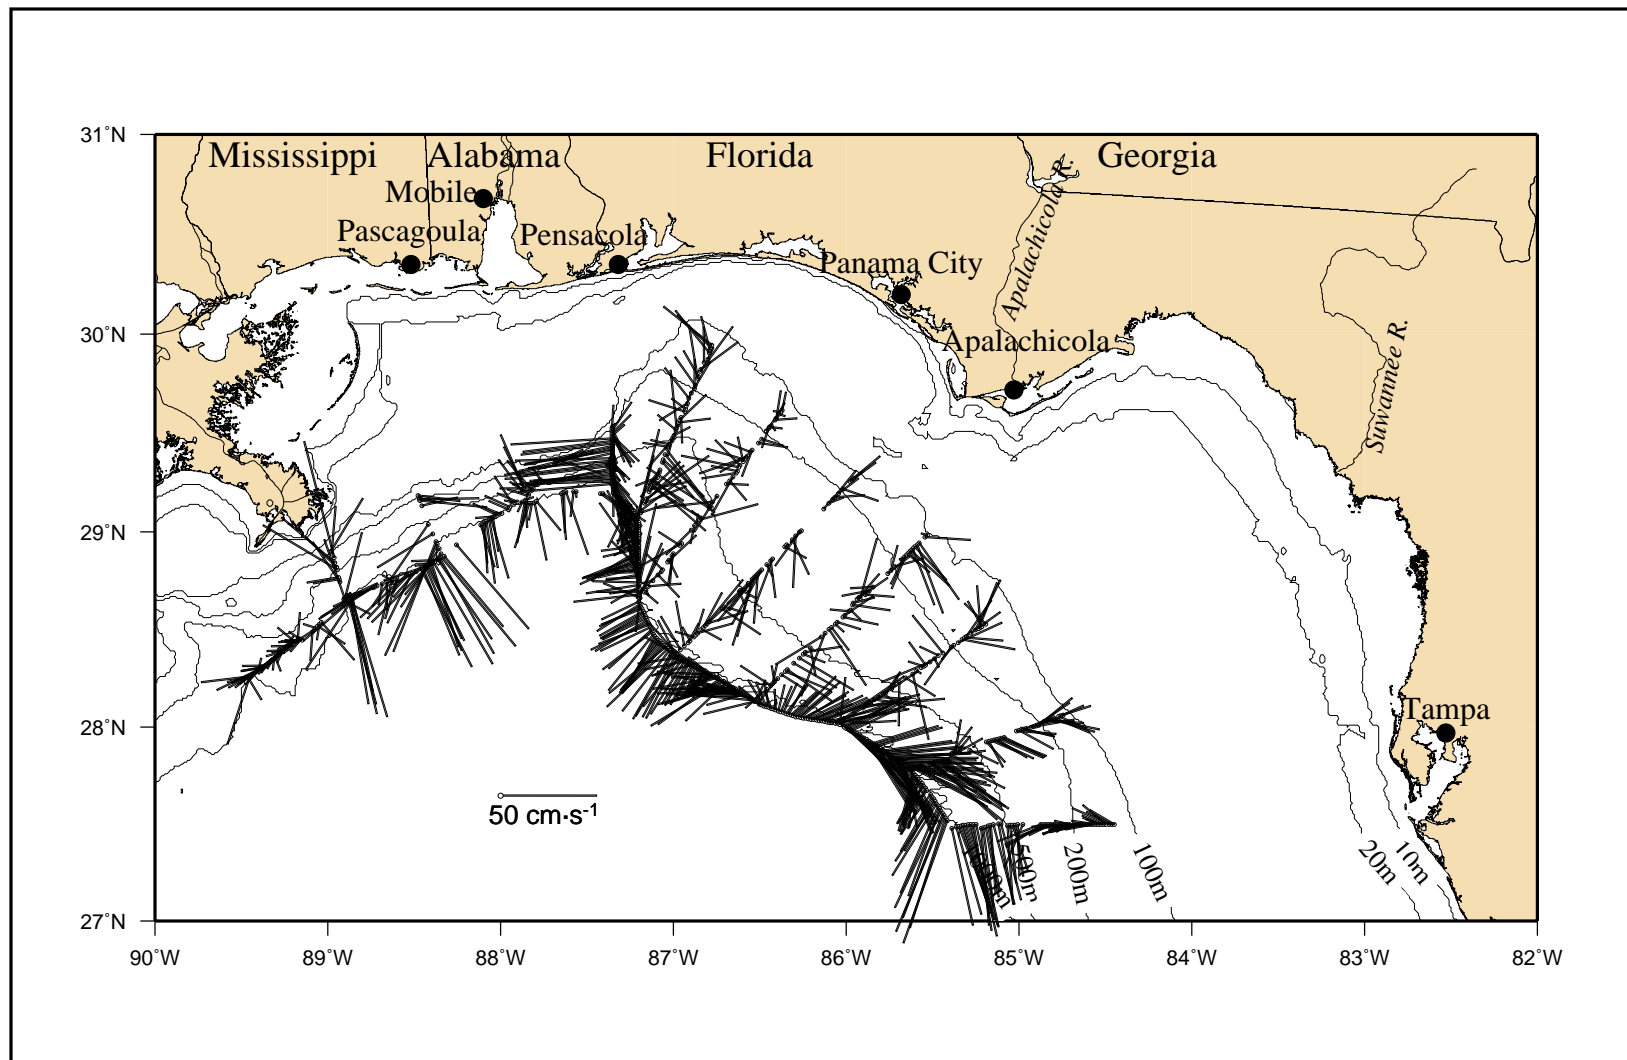 31°N
Mississippi Alabama Florida Georgia
Mobile
Apalachicola R.
Pascagoula
Pensacola
Panama City
30°N
Apalachicola
Suwannee R.
29°N
28°N
Tampa
50 cm·s-1
1000m
500m
200m
100m
20m
10m
27°N
90°W 89°W 88°W 87°W 86°W 85°W 84°W 83°W 82°W